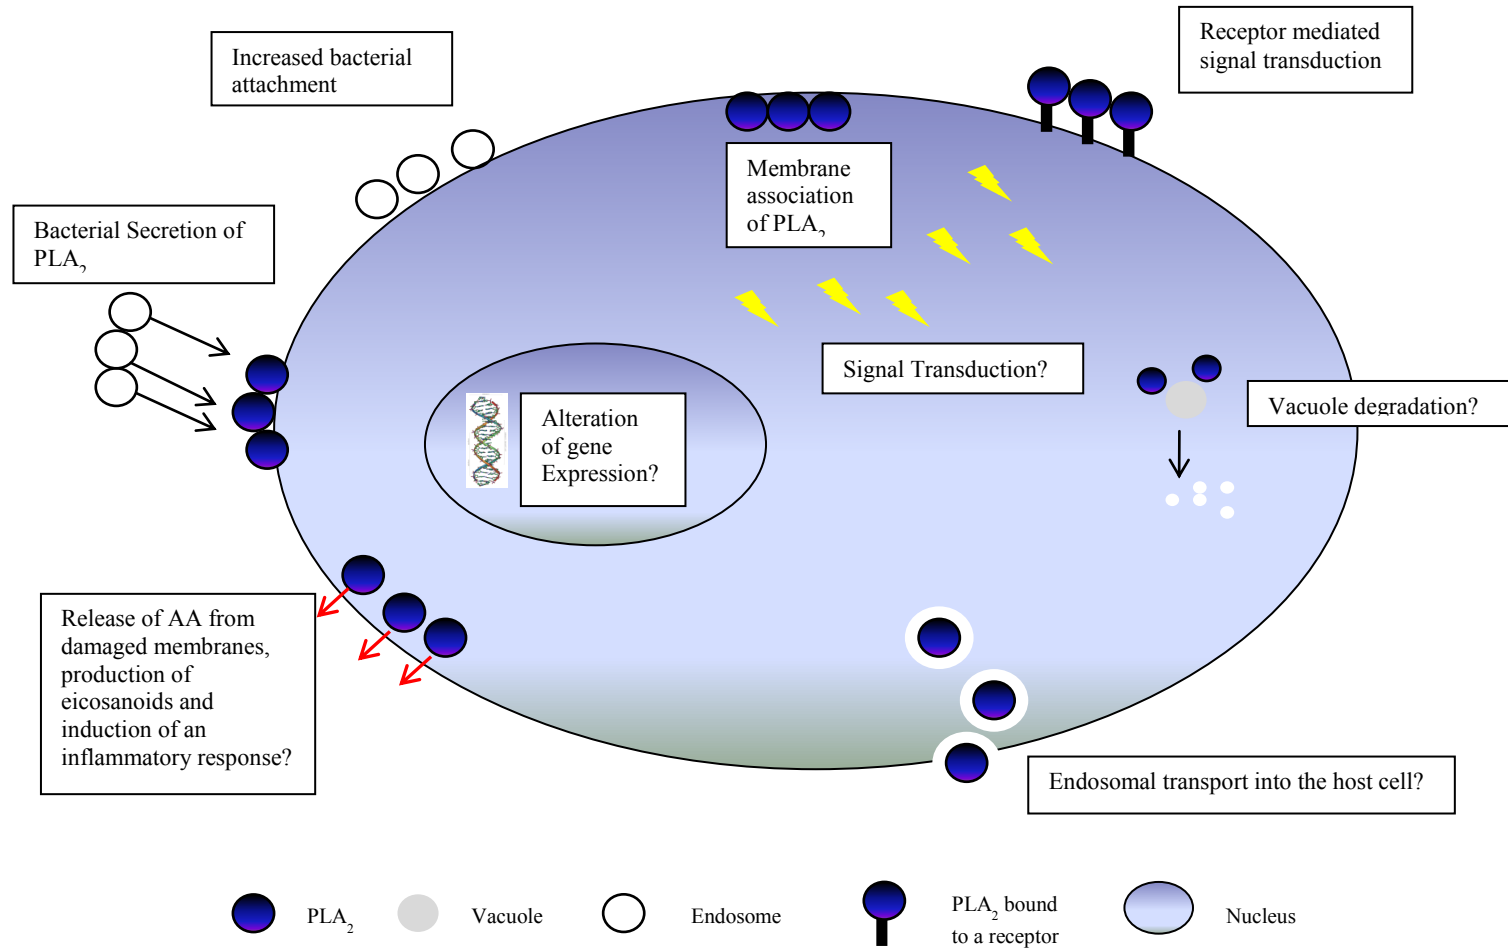 Increased bacterial
attachment
Receptor mediated
signal transduction
Bacterial Secretion of
PLA₂
Membrane
association
of PLA₂
Signal Transduction?
Vacuole degradation?
Alteration
of gene
Expression?
Release of AA from
damaged membranes,
production of
eicosanoids and
induction of an
inflammatory response?
Endosomal transport into the host cell?
PLA₂
Vacuole
Endosome
PLA₂ bound
to a receptor
Nucleus